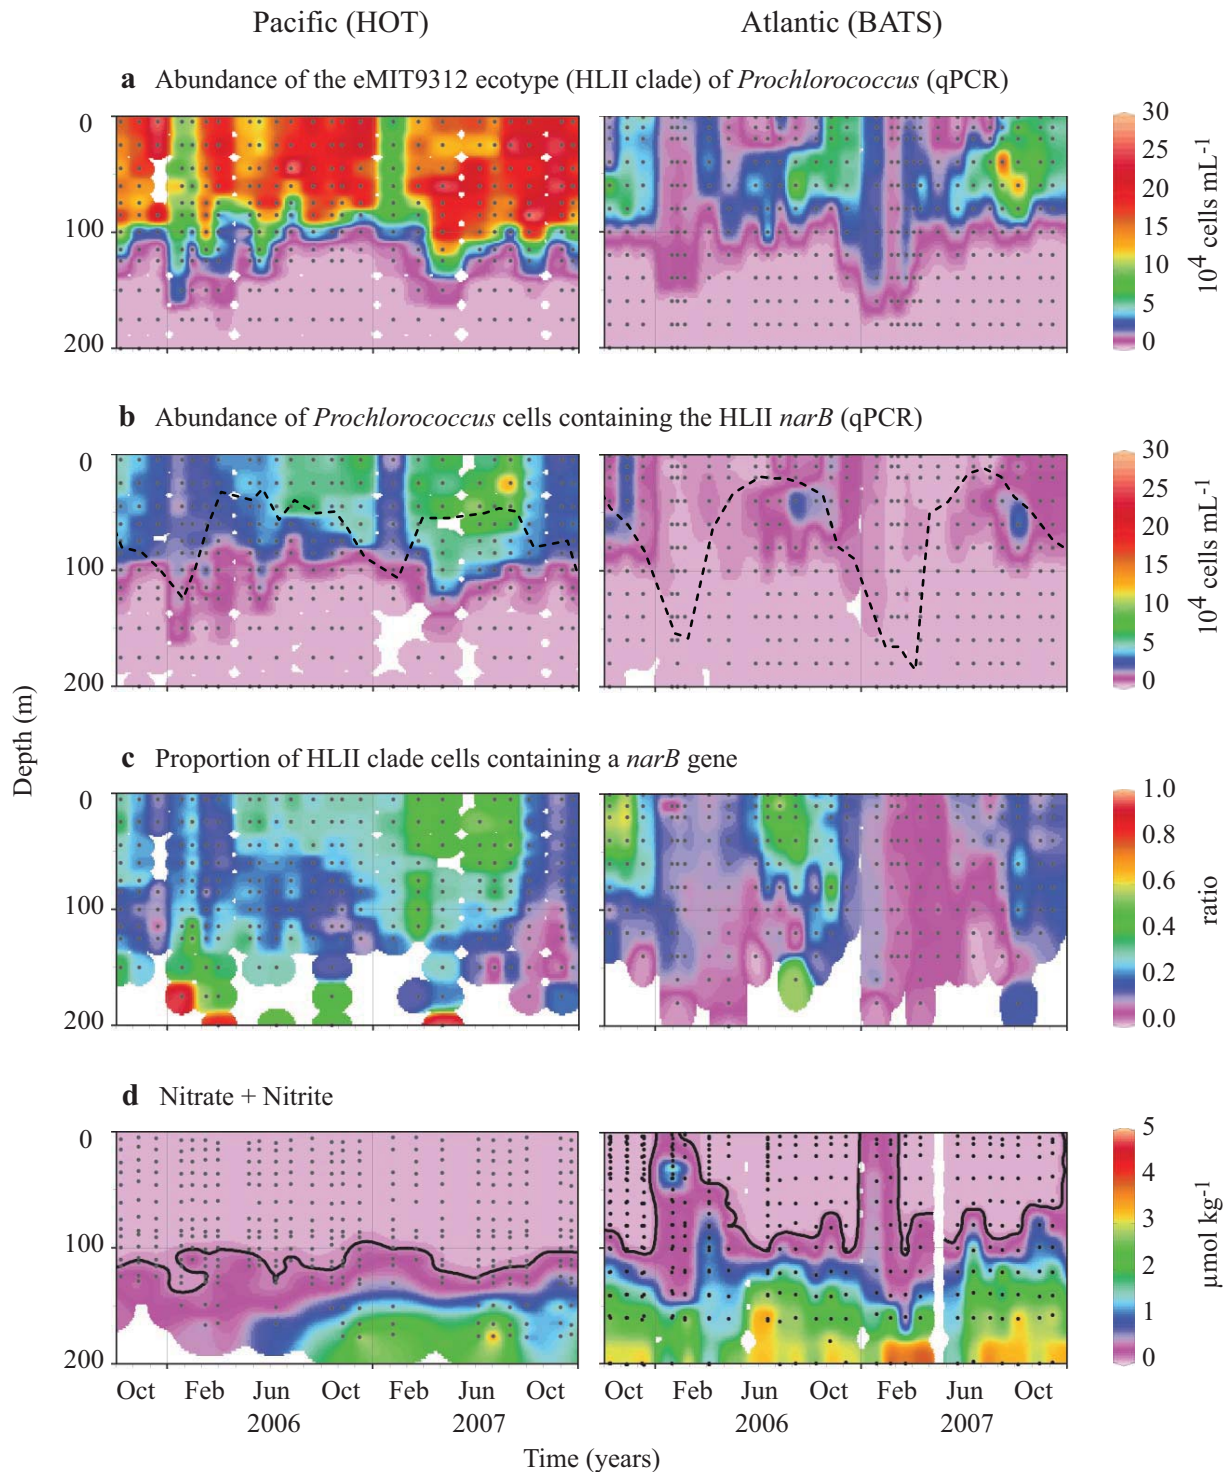 Pacific (HOT) Atlantic (BATS)
a Abundance of the eMIT9312 ecotype (HLII clade) of Prochlorococcus (qPCR)
0
100
200
30
25
20
15
10
5
0
10⁴ cells mL⁻¹
b Abundance of Prochlorococcus cells containing the HLII narB (qPCR)
0
100
200
30
25
20
15
10
5
0
10⁴ cells mL⁻¹
Depth (m)
c Proportion of HLII clade cells containing a narB gene
0
100
200
1.0
0.8
0.6
0.4
0.2
0.0
ratio
d Nitrate + Nitrite
0
100
200
5
4
3
2
1
0
µmol kg⁻¹
Oct Feb Jun Oct Feb Jun Oct Oct Feb Jun Oct Feb Jun Oct
2006 2007 2006 2007
Time (years)